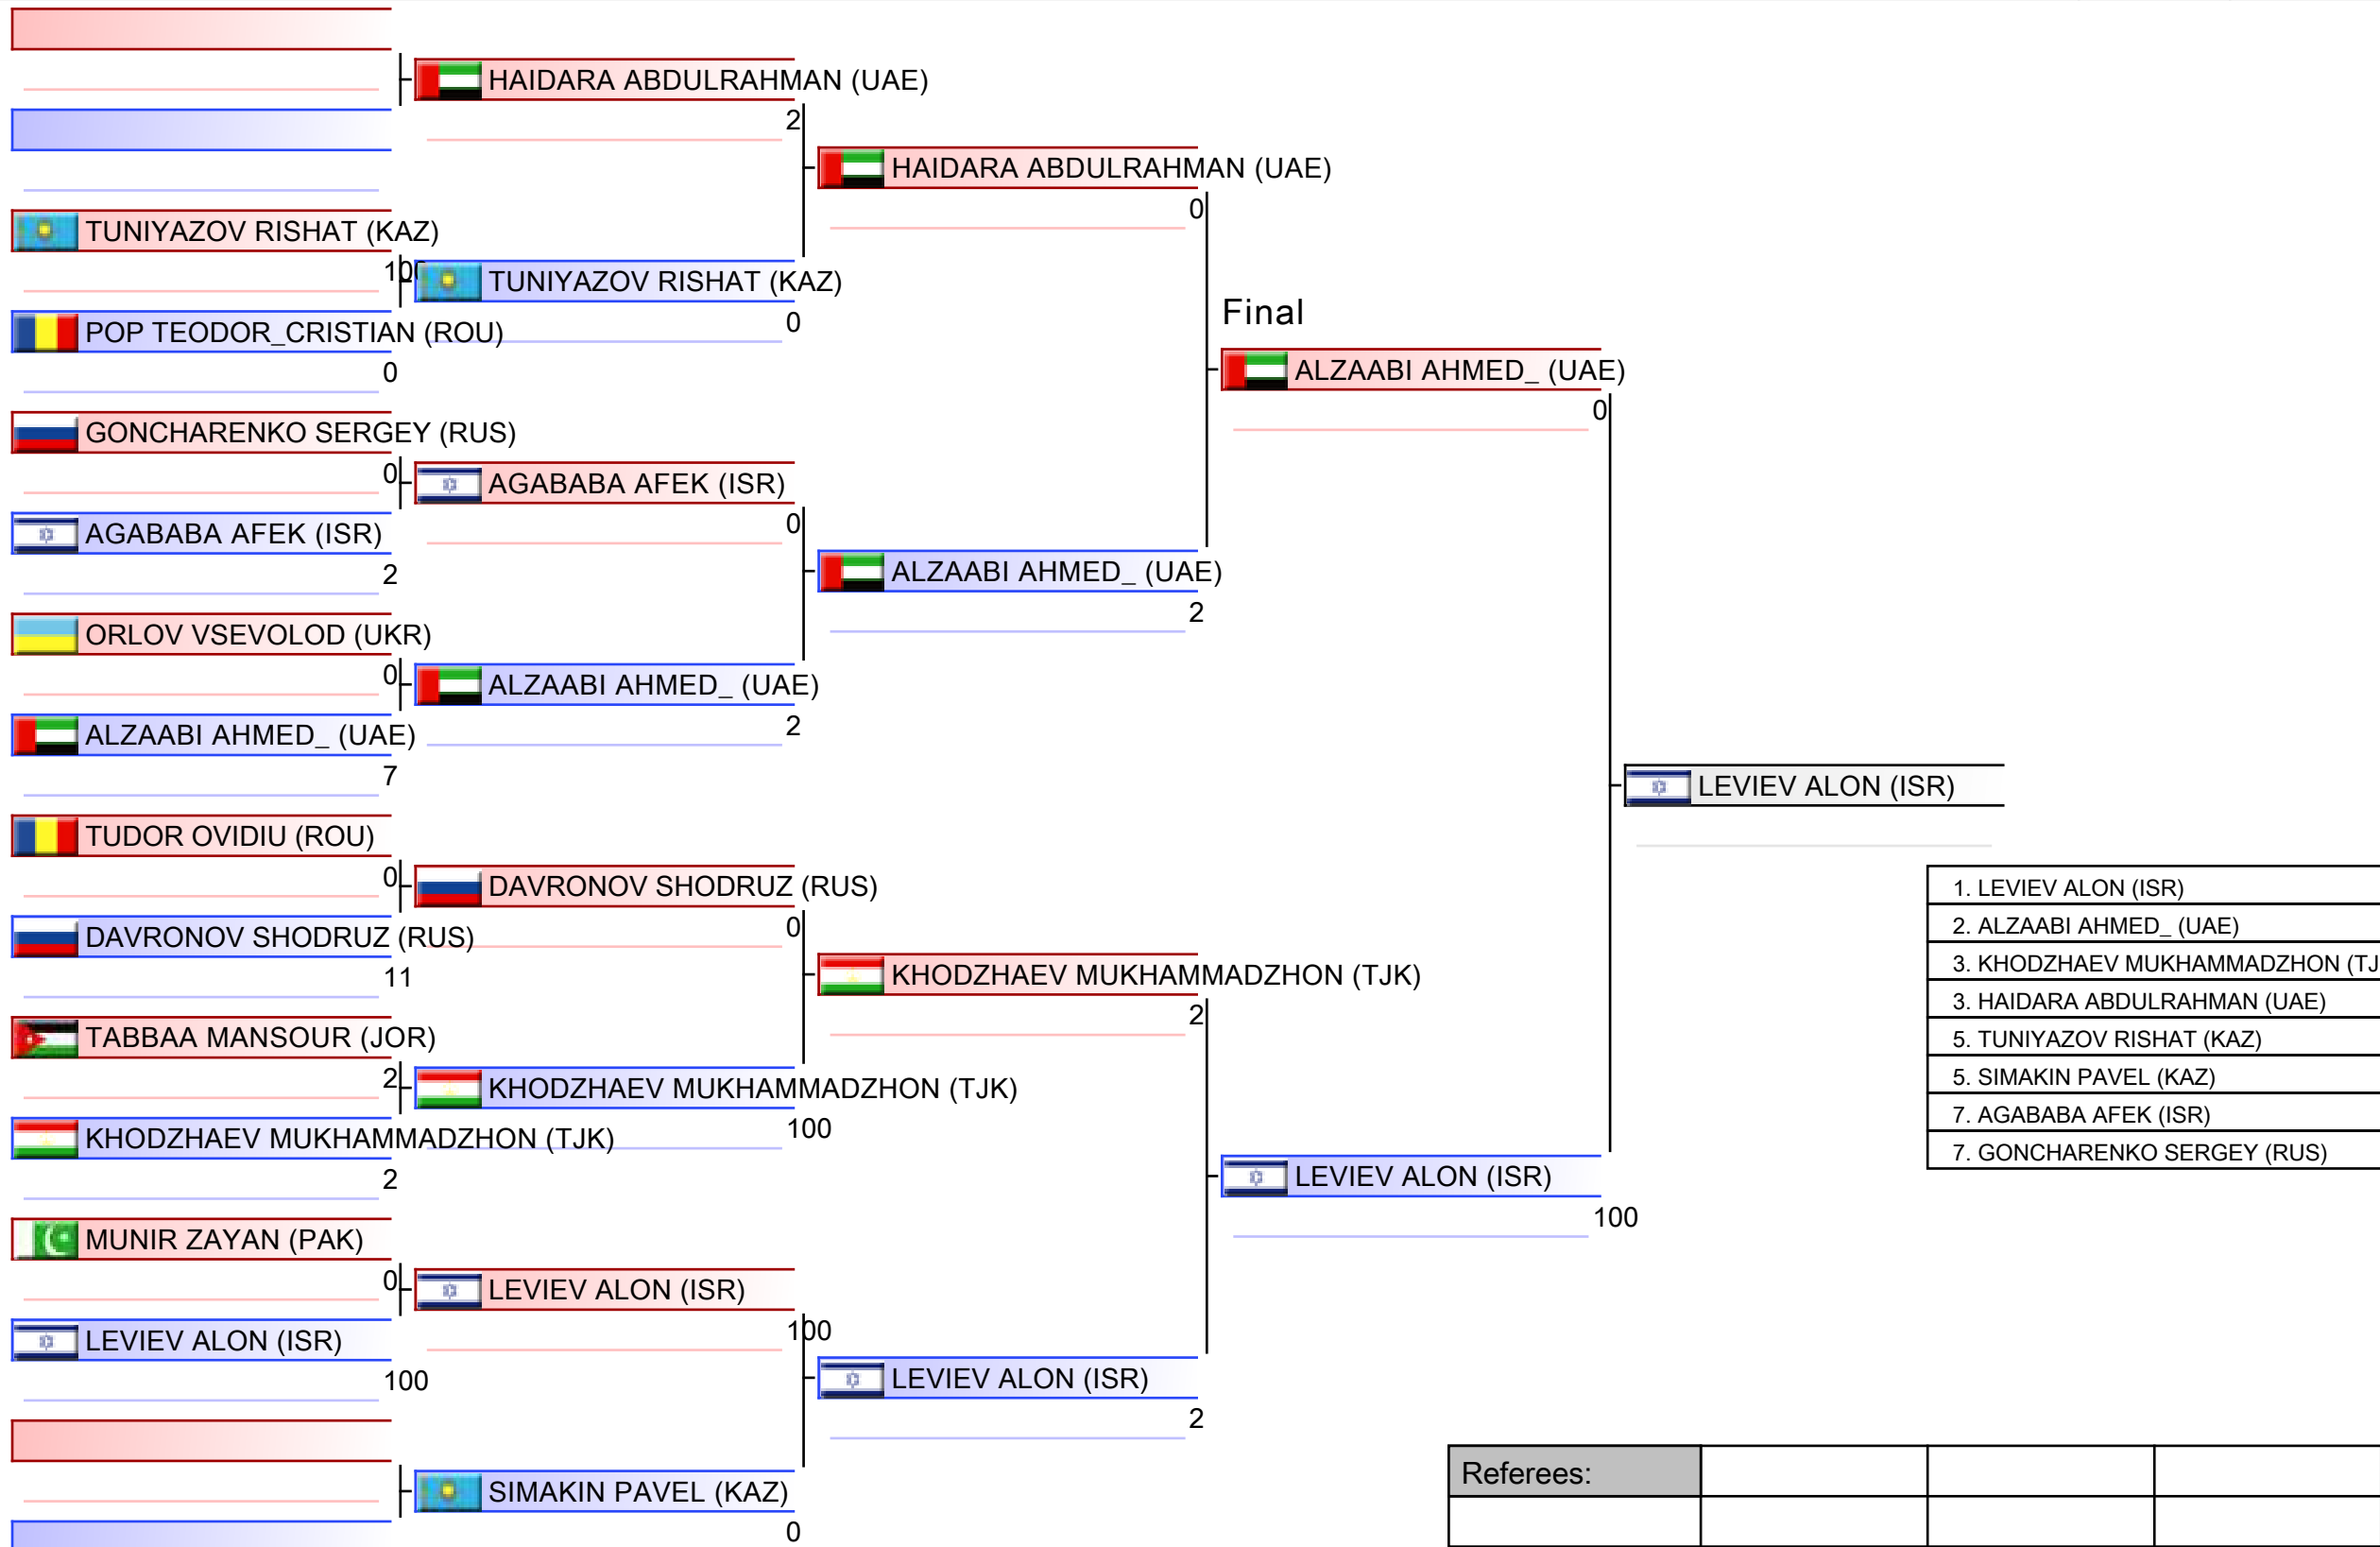 HAIDARA ABDULRAHMAN (UAE)
2
HAIDARA ABDULRAHMAN (UAE)
0
TUNIYAZOV RISHAT (KAZ)
100
TUNIYAZOV RISHAT (KAZ)
0
POP TEODOR_CRISTIAN (ROU)
0
Final
ALZAABI AHMED_ (UAE)
0
GONCHARENKO SERGEY (RUS)
0
AGABABA AFEK (ISR)
0
AGABABA AFEK (ISR)
2
ALZAABI AHMED_ (UAE)
2
ORLOV VSEVOLOD (UKR)
0
ALZAABI AHMED_ (UAE)
2
ALZAABI AHMED_ (UAE)
7
LEVIEV ALON (ISR)
TUDOR OVIDIU (ROU)
0
DAVRONOV SHODRUZ (RUS)
0
DAVRONOV SHODRUZ (RUS)
11
KHODZHAEV MUKHAMMADZHON (TJK)
2
TABBAA MANSOUR (JOR)
2
KHODZHAEV MUKHAMMADZHON (TJK)
100
KHODZHAEV MUKHAMMADZHON (TJK)
2
LEVIEV ALON (ISR)
100
MUNIR ZAYAN (PAK)
0
LEVIEV ALON (ISR)
100
LEVIEV ALON (ISR)
100
LEVIEV ALON (ISR)
2
SIMAKIN PAVEL (KAZ)
0
1. LEVIEV ALON (ISR)
2. ALZAABI AHMED_ (UAE)
3. KHODZHAEV MUKHAMMADZHON (TJ
3. HAIDARA ABDULRAHMAN (UAE)
5. TUNIYAZOV RISHAT (KAZ)
5. SIMAKIN PAVEL (KAZ)
7. AGABABA AFEK (ISR)
7. GONCHARENKO SERGEY (RUS)
Referees: